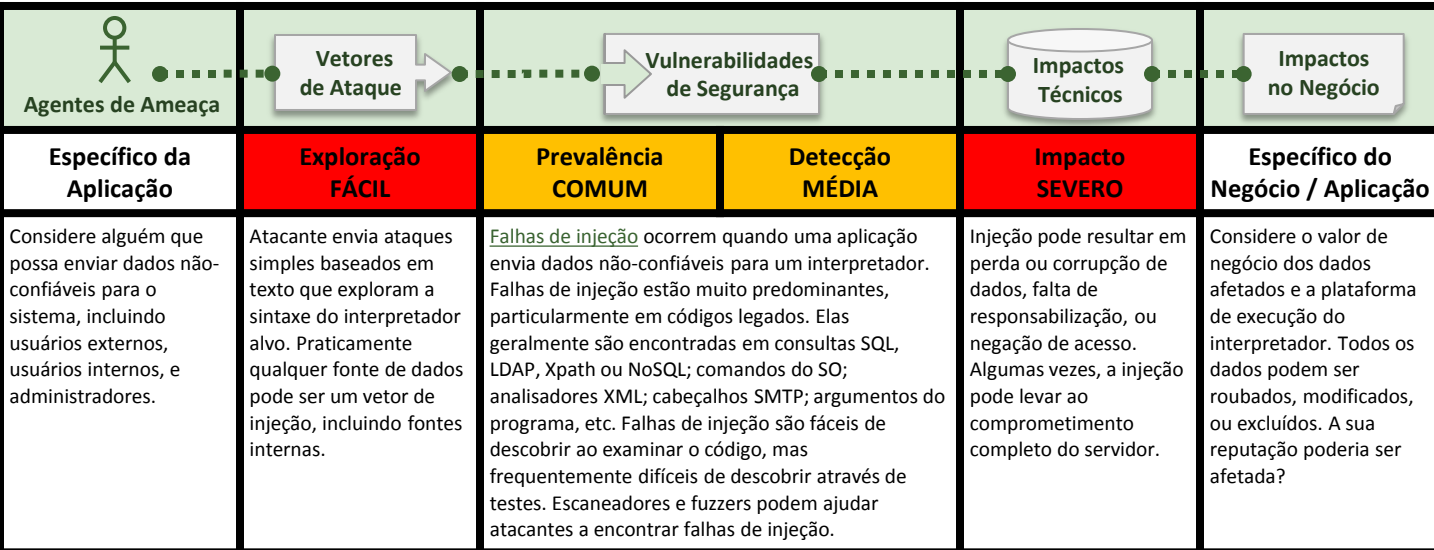 Agentes de Ameaça
Vetores
de Ataque
Vulnerabilidades
de Segurança
Impactos
Técnicos
Impactos
no Negócio
Específico da
Aplicação
Exploração
FÁCIL
Prevalência
COMUM
Detecção
MÉDIA
Impacto
SEVERO
Específico do
Negócio / Aplicação
Considere alguém que
possa enviar dados não-
confiáveis para o
sistema, incluindo
usuários externos,
usuários internos, e
administradores.
Atacante envia ataques
simples baseados em
texto que exploram a
sintaxe do interpretador
alvo. Praticamente
qualquer fonte de dados
pode ser um vetor de
injeção, incluindo fontes
internas.
Falhas de injeção ocorrem quando uma aplicação
envia dados não-confiáveis para um interpretador.
Falhas de injeção estão muito predominantes,
particularmente em códigos legados. Elas
geralmente são encontradas em consultas SQL,
LDAP, Xpath ou NoSQL; comandos do SO;
analisadores XML; cabeçalhos SMTP; argumentos do
programa, etc. Falhas de injeção são fáceis de
descobrir ao examinar o código, mas
frequentemente difíceis de descobrir através de
testes. Escaneadores e fuzzers podem ajudar
atacantes a encontrar falhas de injeção.
Injeção pode resultar em
perda ou corrupção de
dados, falta de
responsabilização, ou
negação de acesso.
Algumas vezes, a injeção
pode levar ao
comprometimento
completo do servidor.
Considere o valor de
negócio dos dados
afetados e a plataforma
de execução do
interpretador. Todos os
dados podem ser
roubados, modificados,
ou excluídos. A sua
reputação poderia ser
afetada?